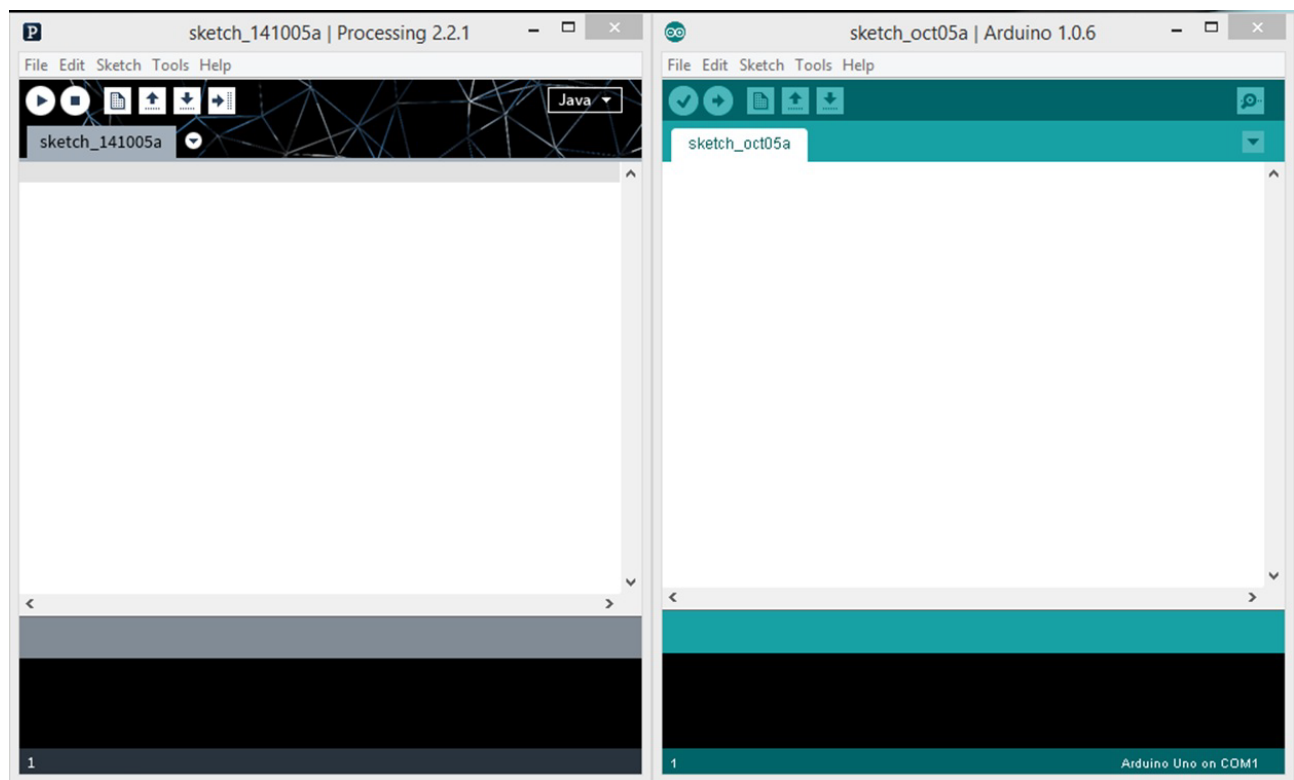 P
sketch_141005a | Processing 2.2.1
File Edit Sketch Tools Help
Java
sketch_141005a
1
sketch_oct05a | Arduino 1.0.6
File Edit Sketch Tools Help
sketch_oct05a
1
Arduino Uno on COM1